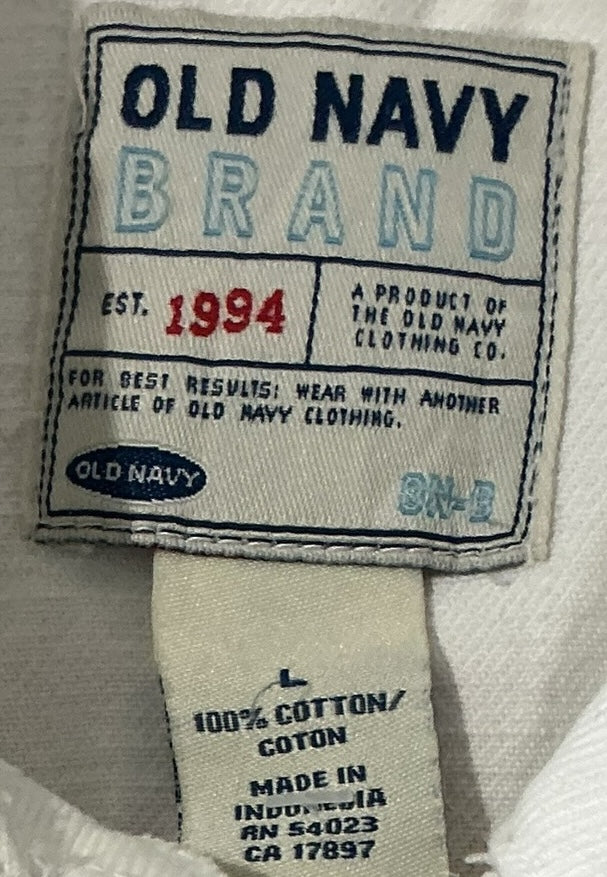 OLD NAVY
BRAND
EST. 1994
A PRODUCT OF
THE OLD NAVY
CLOTHING CO.
FOR BEST RESULTS: WEAR WITH ANOTHER
ARTICLE OF OLD NAVY CLOTHING.
OLD NAVY
L
100% COTTON/
COTON
MADE IN
INDONESIA
RN 54023
CA 17897